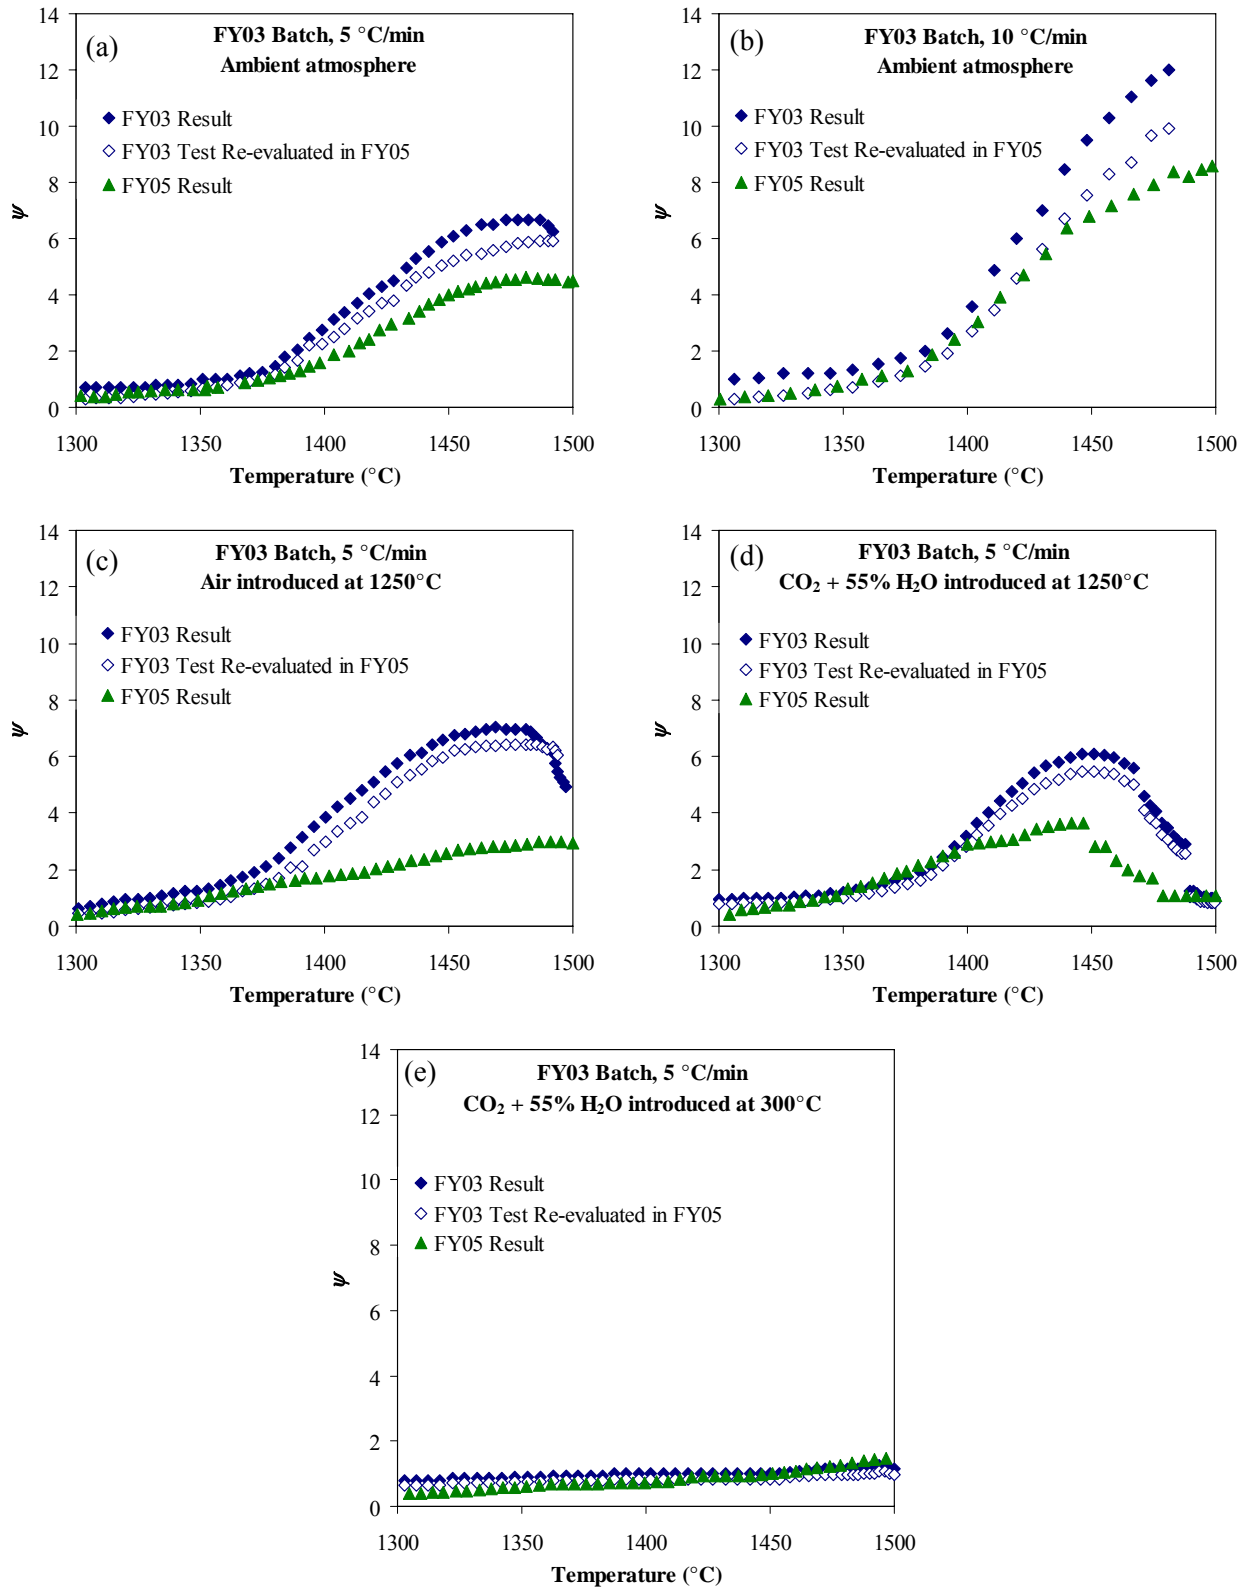 (a)
FY03 Batch, 5 °C/min
Ambient atmosphere
FY03 Result
FY03 Test Re-evaluated in FY05
FY05 Result
ψ
14
12
10
8
6
4
2
0
1300 1350 1400 1450 1500
Temperature (°C)
(b)
FY03 Batch, 10 °C/min
Ambient atmosphere
FY03 Result
FY03 Test Re-evaluated in FY05
FY05 Result
ψ
14
12
10
8
6
4
2
0
1300 1350 1400 1450 1500
Temperature (°C)
(c)
FY03 Batch, 5 °C/min
Air introduced at 1250°C
FY03 Result
FY03 Test Re-evaluated in FY05
FY05 Result
ψ
14
12
10
8
6
4
2
0
1300 1350 1400 1450 1500
Temperature (°C)
(d)
FY03 Batch, 5 °C/min
CO₂ + 55% H₂O introduced at 1250°C
FY03 Result
FY03 Test Re-evaluated in FY05
FY05 Result
ψ
14
12
10
8
6
4
2
0
1300 1350 1400 1450 1500
Temperature (°C)
(e)
FY03 Batch, 5 °C/min
CO₂ + 55% H₂O introduced at 300°C
FY03 Result
FY03 Test Re-evaluated in FY05
FY05 Result
ψ
14
12
10
8
6
4
2
0
1300 1350 1400 1450 1500
Temperature (°C)